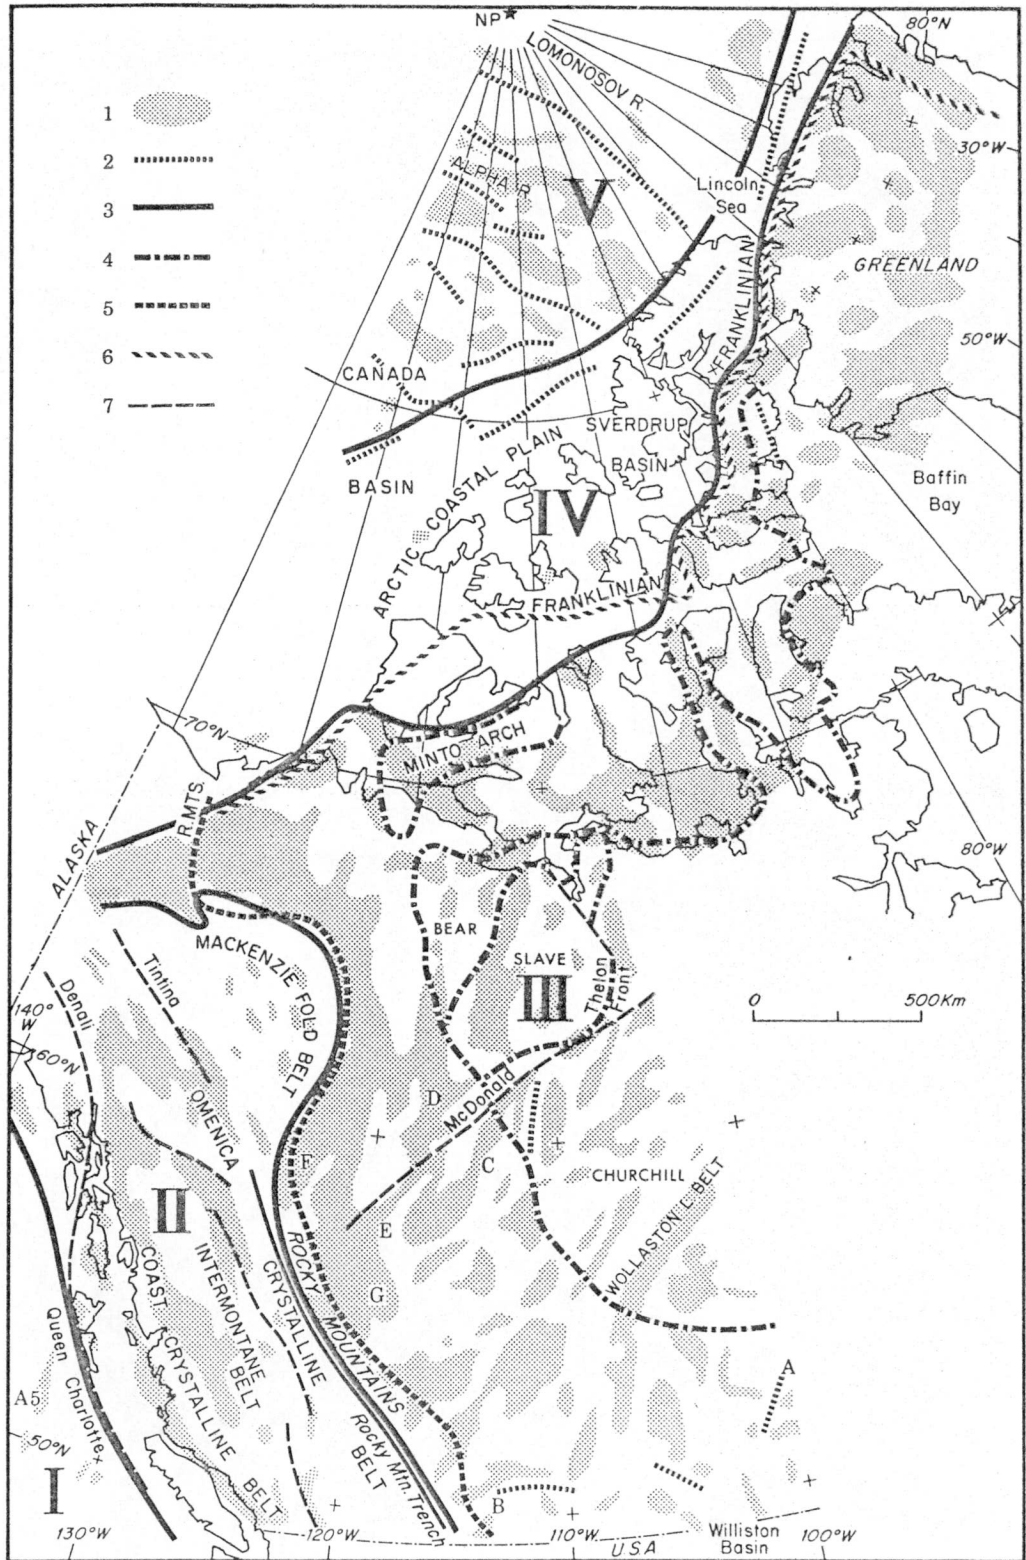 NP
80°N
LOMONOSOV R.
1
2
3
4
5
6
7
30°W
ALPHA R.
V
Lincoln
Sea
GREENLAND
FRANKLINIAN
50°W
CANADA
SVERDRUP
BASIN
BASIN
Baffin
Bay
ARCTIC COASTAL PLAIN
IV
FRANKLINIAN
70°N
MINTO ARCH
R.MTS.
ALASKA
80°W
BEAR
MACKENZIE FOLD BELT
SLAVE
III
Thelon
Front
0 500Km
Tintina
Denali
140°
W
60°N
OMENICA
D
McDonald
C
F
CHURCHILL
WOLLASTON L. BELT
II
E
ROCKY MOUNTAINS
G
COAST CRYSTALLINE BELT
INTERMONTANE
BELT
CRYSTALLINE
BELT
Queen Charlotte
A
A5
50°N
Rocky Mtn. Trench
I
B
130°W
120°W
110°W
U.S.A
Williston
Basin
100°W